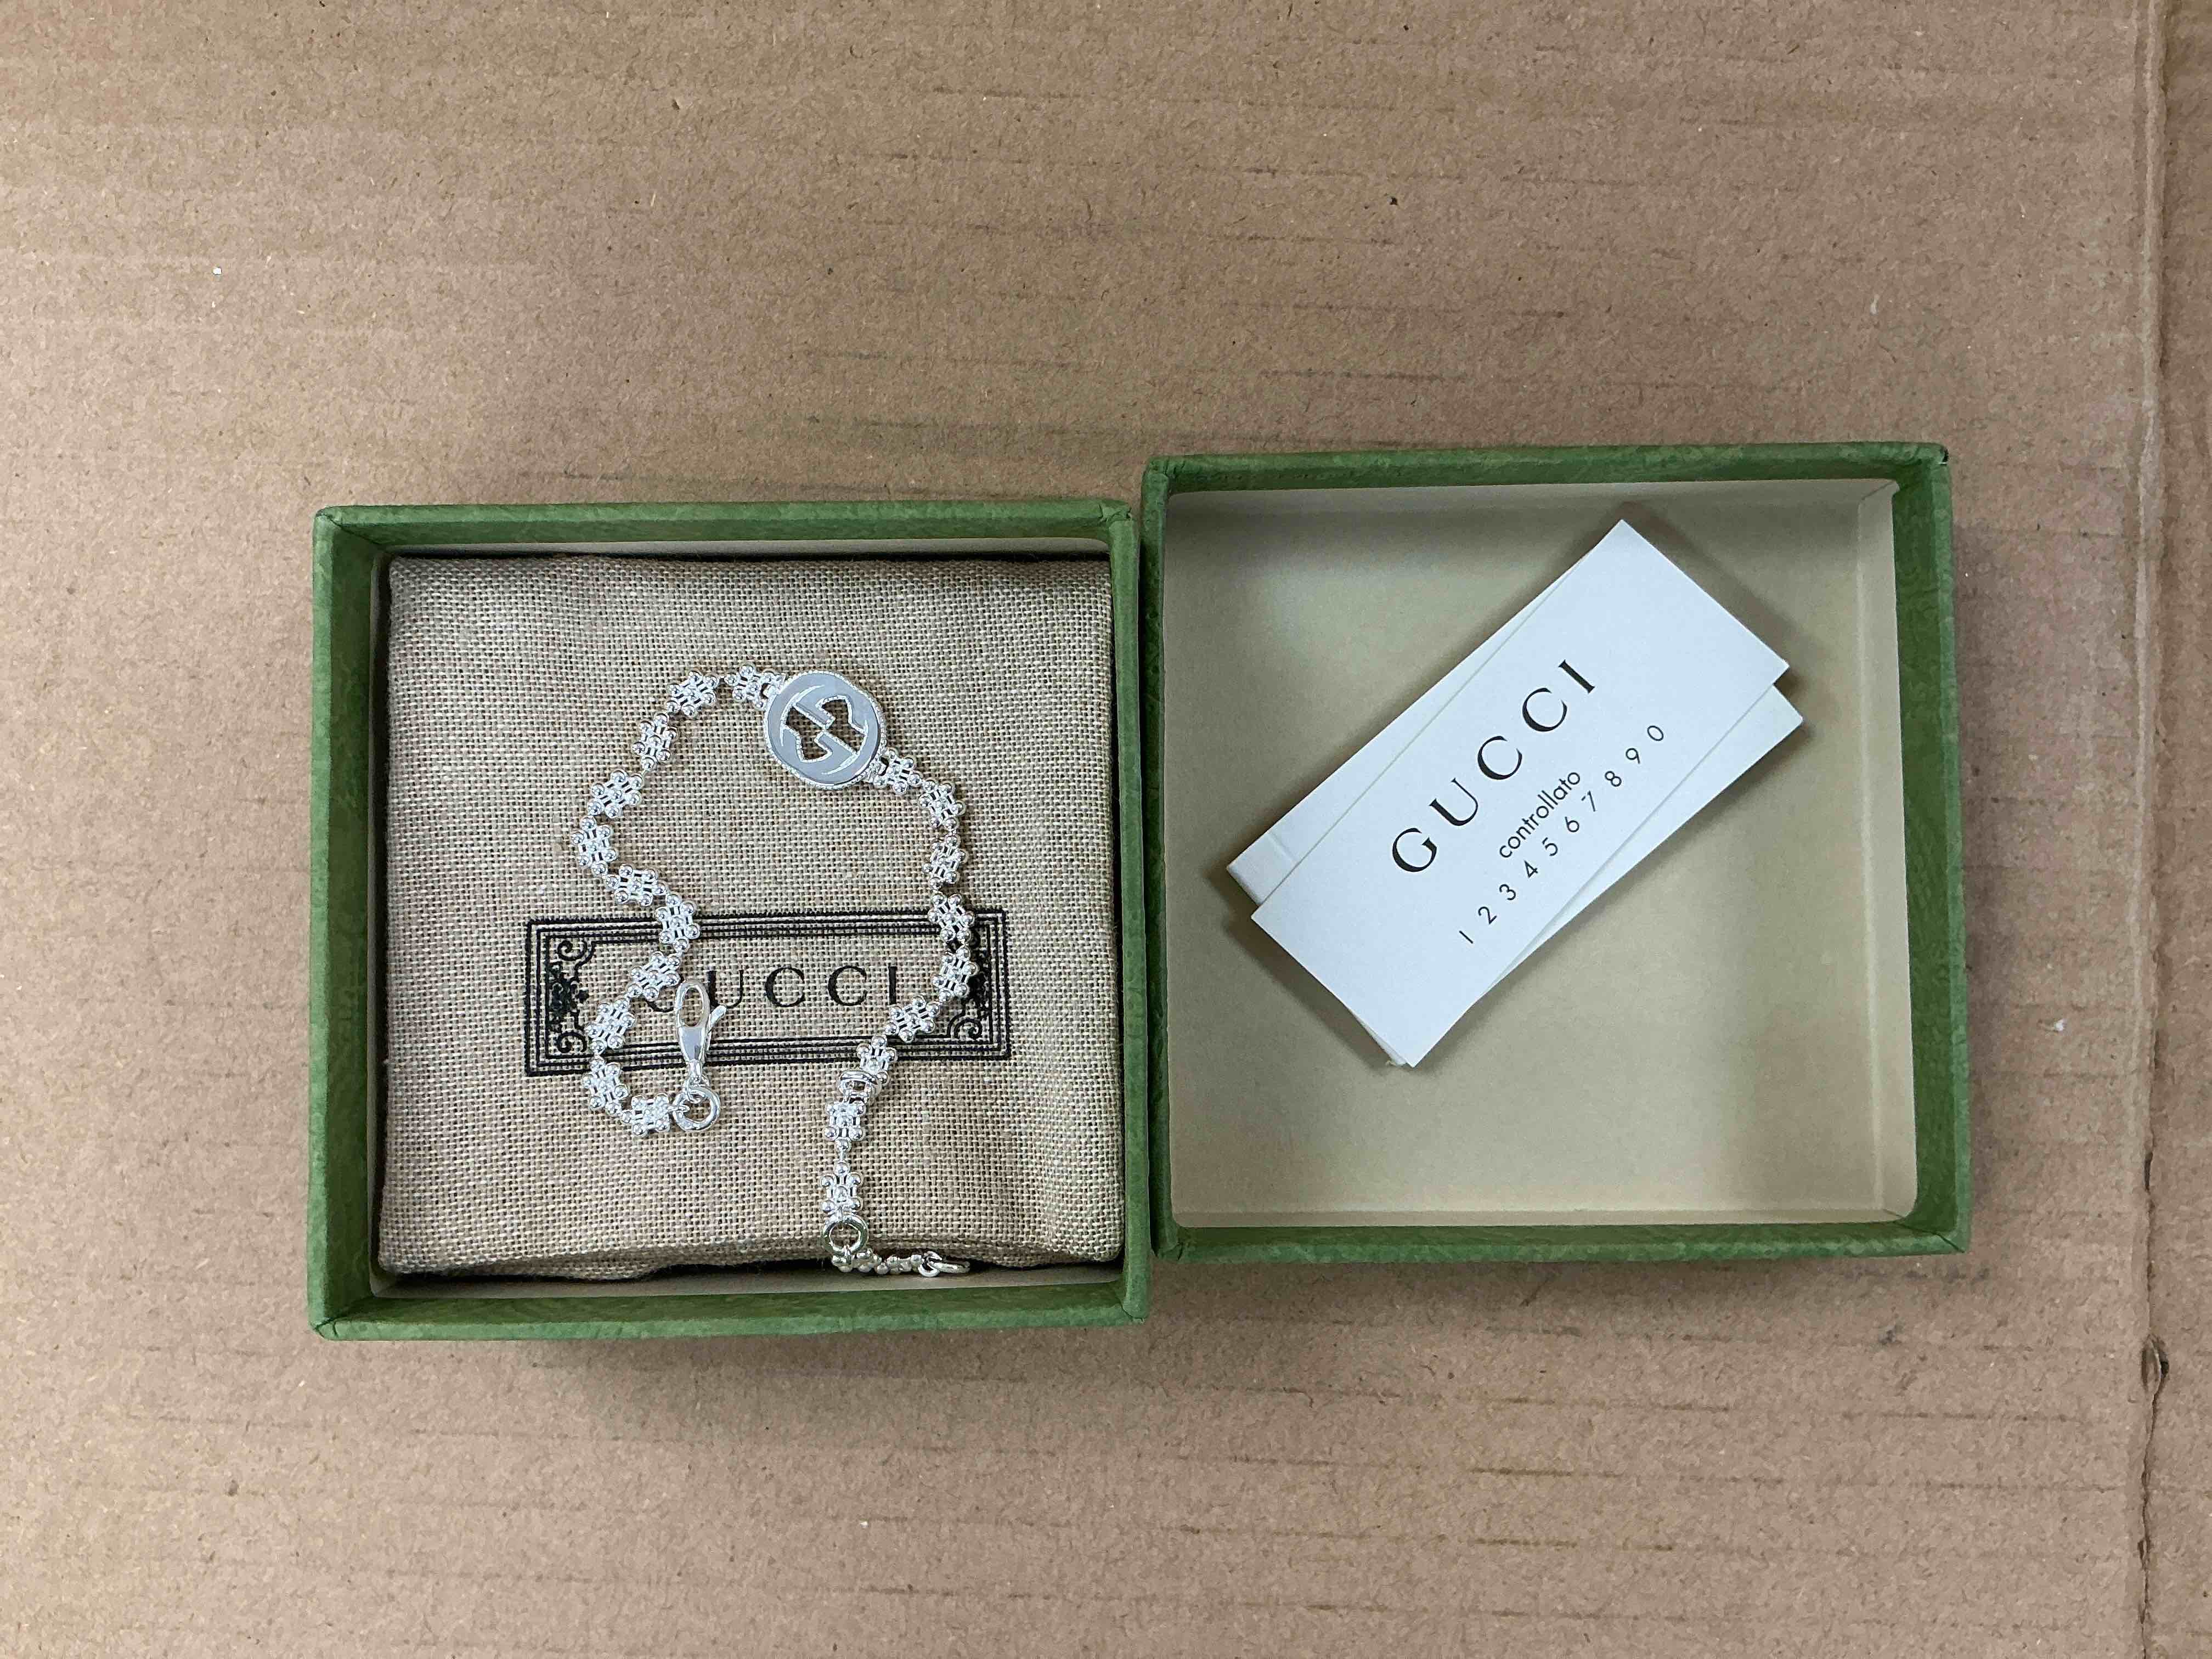 GUCCI
GUCCI
controllato
1 2 3 4 5 6 7 8 9 0